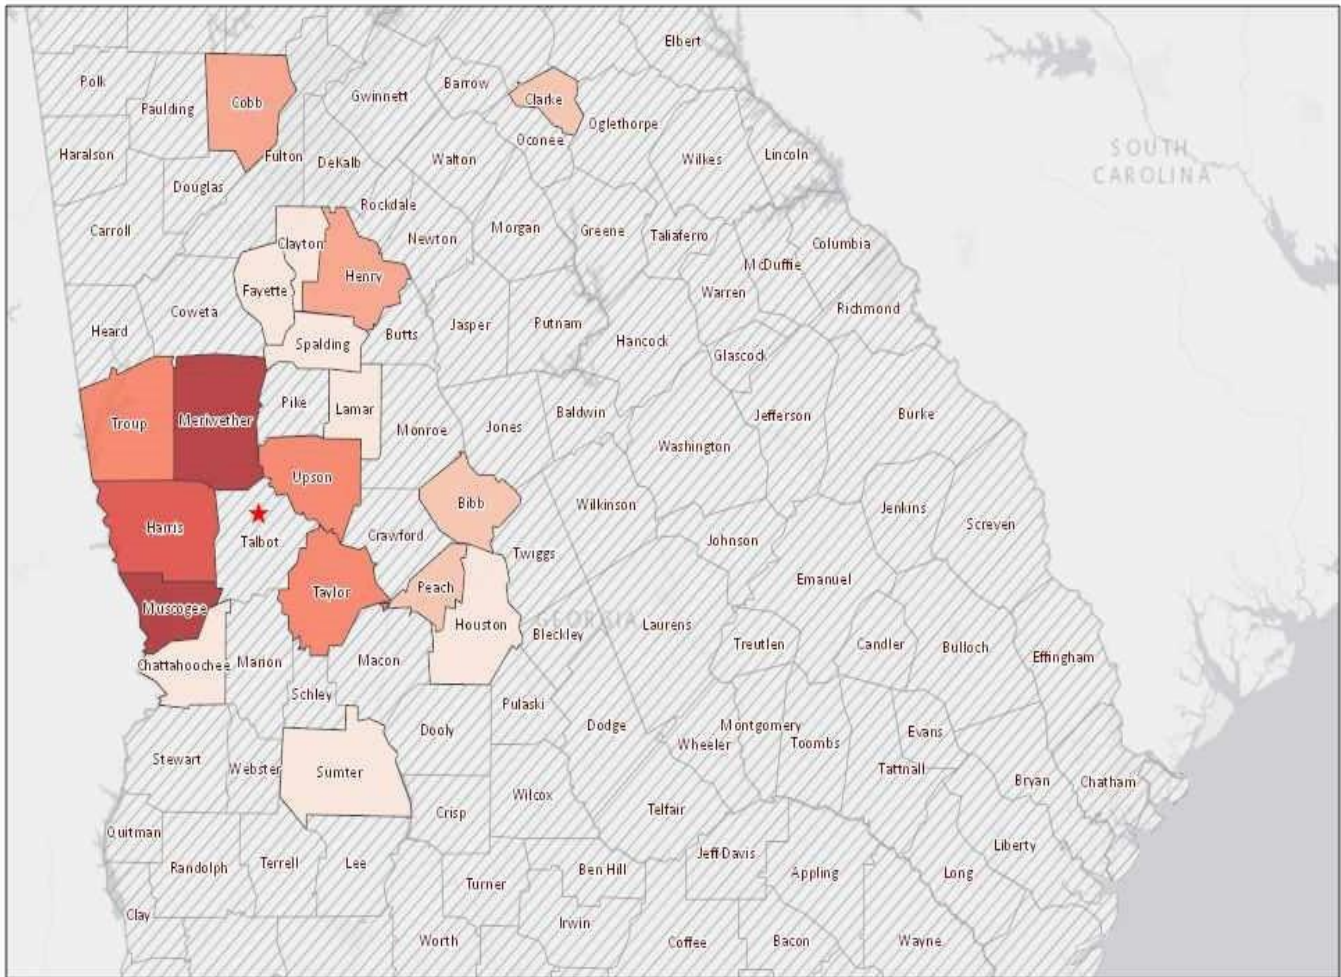 Elbert
Polk
Paulding
Cobb
Gwinnett
Barrow
Clarke
Oglethorpe
Oconee
Haralson
Fulton
DeKalb
Walton
Wilkes
Lincoln
SOUTH
CAROLINA
Douglas
Rockdale
Carroll
Clayton
Newton
Morgan
Greene
Taliaferro
Columbia
McDuffie
Henry
Fayette
Warren
Richmond
Coweta
Heard
Spalding
Butts
Jasper
Putnam
Hancock
Glascock
Troup
Meriwether
Pike
Lamar
Monroe
Jones
Baldwin
Jefferson
Burke
Washington
Upson
Bibb
Wilkinson
Jenkins
Screven
Harris
Talbot
Crawford
Twiggs
Johnson
Emanuel
Muscogee
Taylor
Peach
Houston
Bleckley
Laurens
Treutlen
Candler
Bulloch
Effingham
Chattahoochee
Marion
Macon
Schley
Pulaski
Dooly
Dodge
Montgomery
Wheeler
Toombs
Evans
Stewart
Webster
Sumter
Tattnall
Bryan
Chatham
Wilcox
Crisp
Telfair
Quitman
Randolph
Terrell
Lee
Jeff Davis
Liberty
Turner
Ben Hill
Appling
Long
Clay
Irwin
Worth
Coffee
Bacon
Wayne